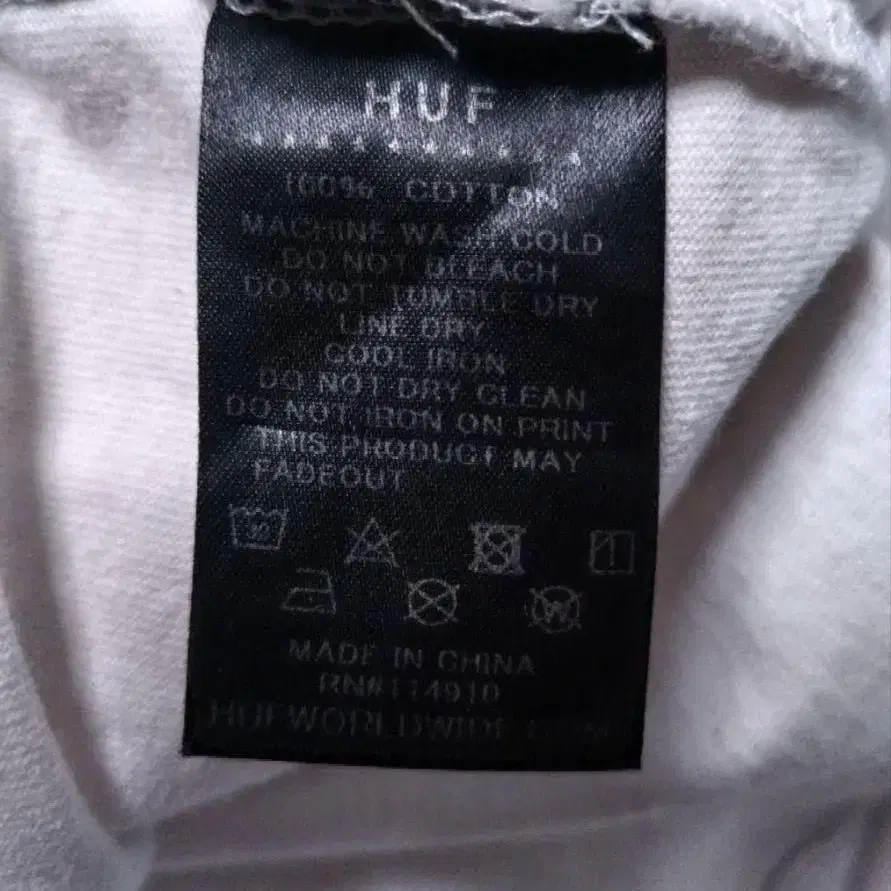 HUF
100% COTTON
MACHINE WASH COLD
DO NOT BLEACH
DO NOT TUMBLE DRY
LINE DRY
COOL IRON
DO NOT DRY CLEAN
DO NOT IRON ON PRINT
THIS PRODUCT MAY
FADEOUT
30
W
MADE IN CHINA
RN#114910
HUFWORLDWIDE.COM